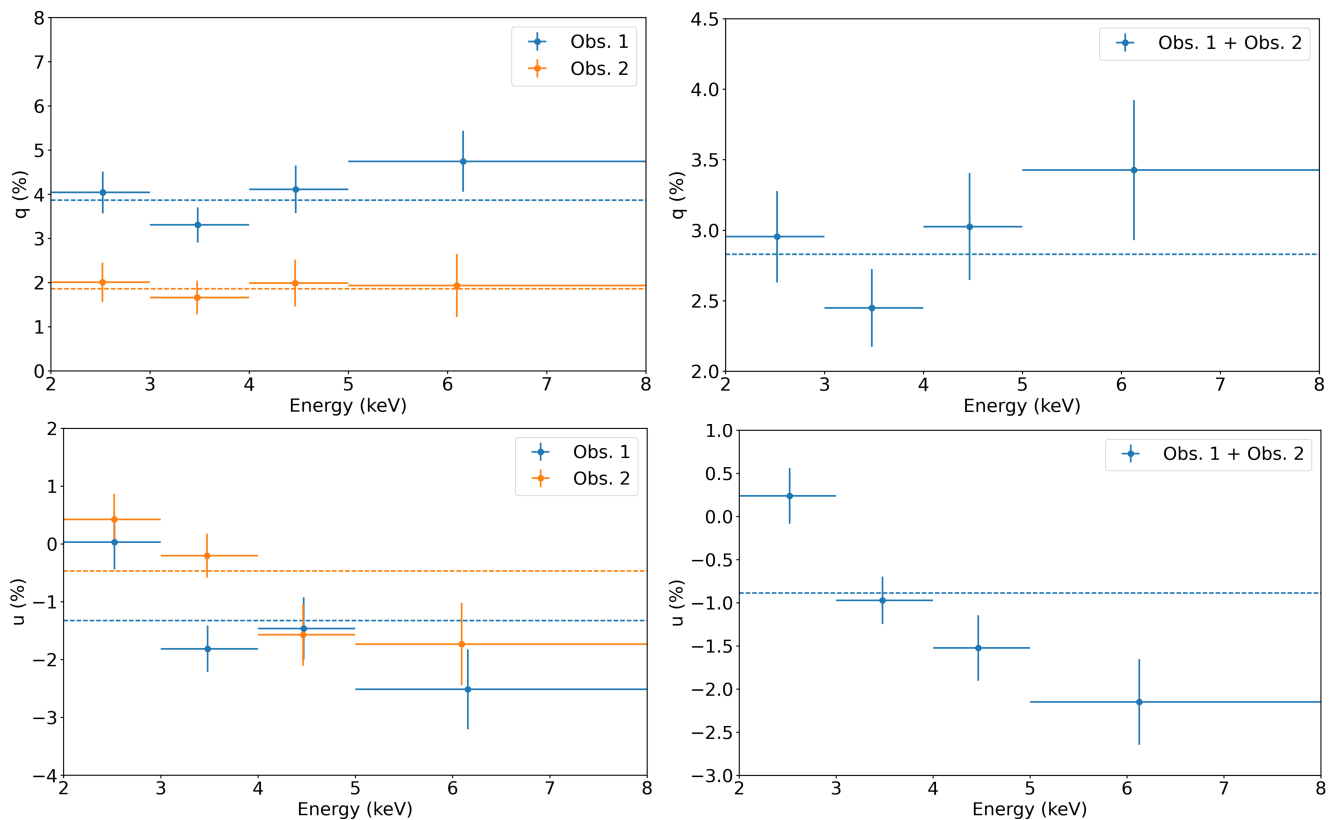 8
7
6
5
4
3
2
1
0
q (%)
2 3 4 5 6 7 8
Energy (keV)
Obs. 1
Obs. 2
4.5
4.0
3.5
3.0
2.5
2.0
q (%)
2 3 4 5 6 7 8
Energy (keV)
Obs. 1 + Obs. 2
2
1
0
−1
−2
−3
−4
u (%)
2 3 4 5 6 7 8
Energy (keV)
Obs. 1
Obs. 2
1.0
0.5
0.0
−0.5
−1.0
−1.5
−2.0
−2.5
−3.0
u (%)
2 3 4 5 6 7 8
Energy (keV)
Obs. 1 + Obs. 2